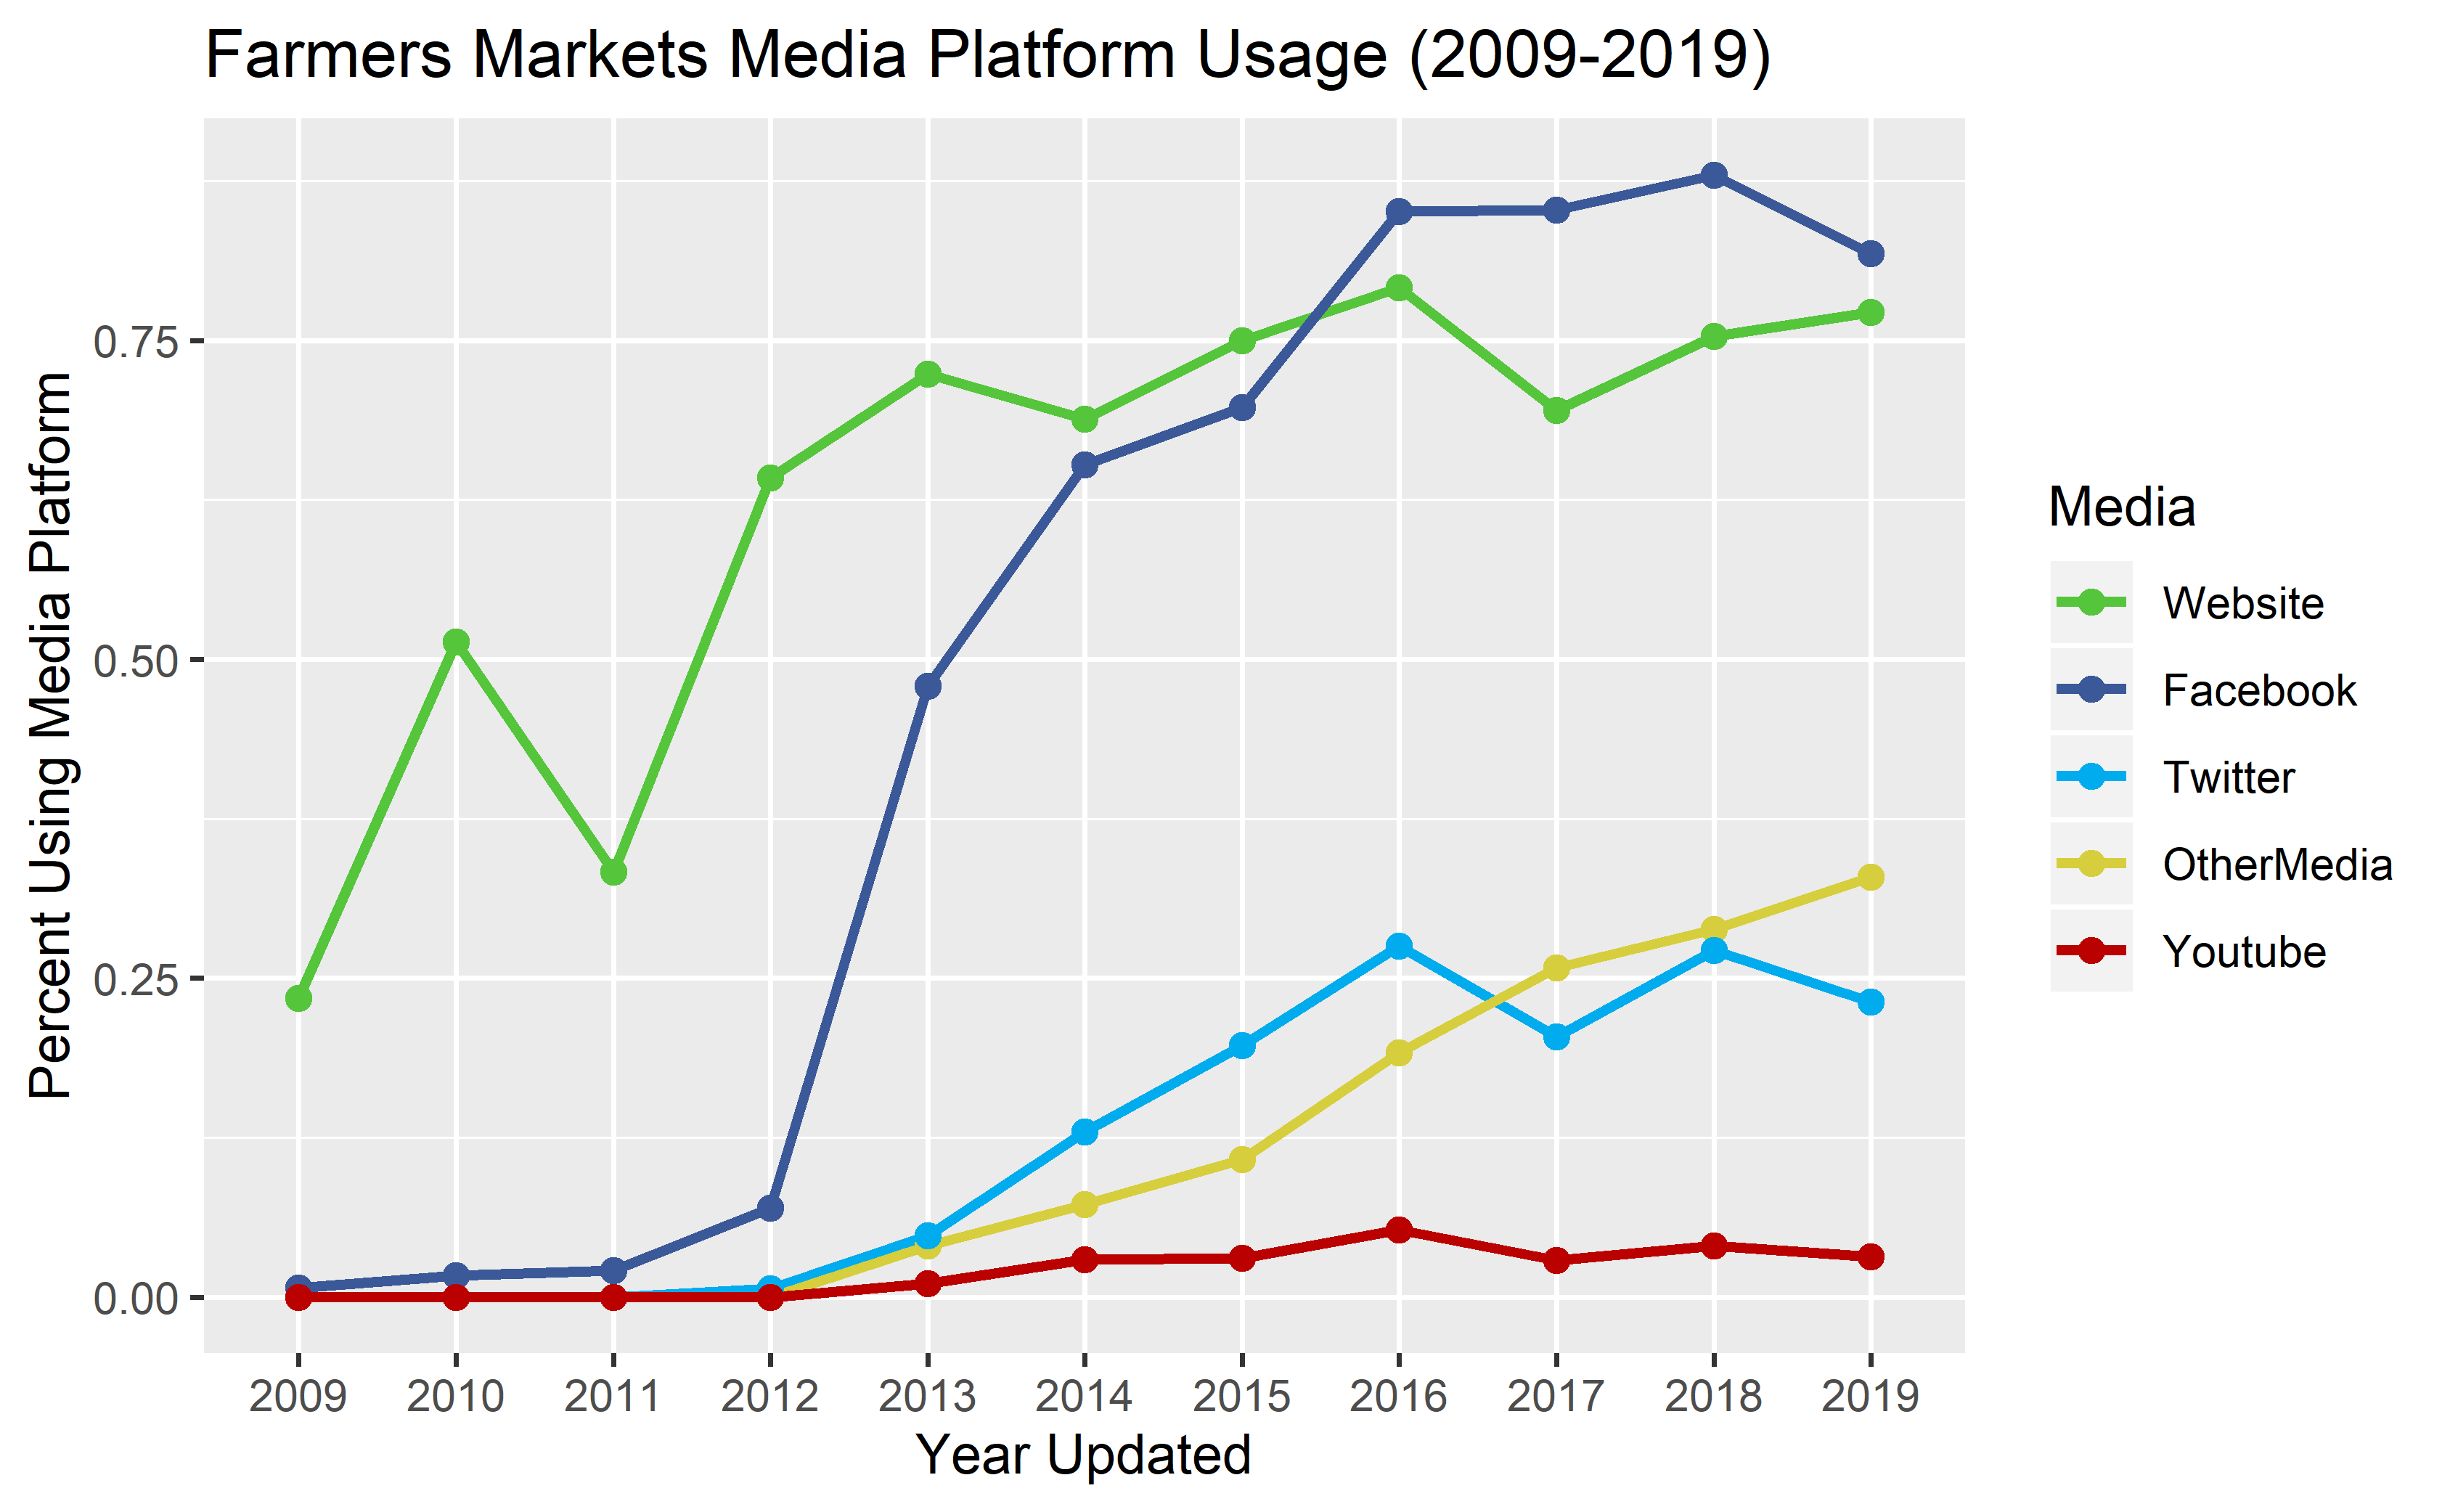 Farmers Markets Media Platform Usage (2009-2019)
Percent Using Media Platform
0.75
0.50
0.25
0.00
2009 2010 2011 2012 2013 2014 2015 2016 2017 2018 2019
Year Updated
Media
Website
Facebook
Twitter
OtherMedia
Youtube